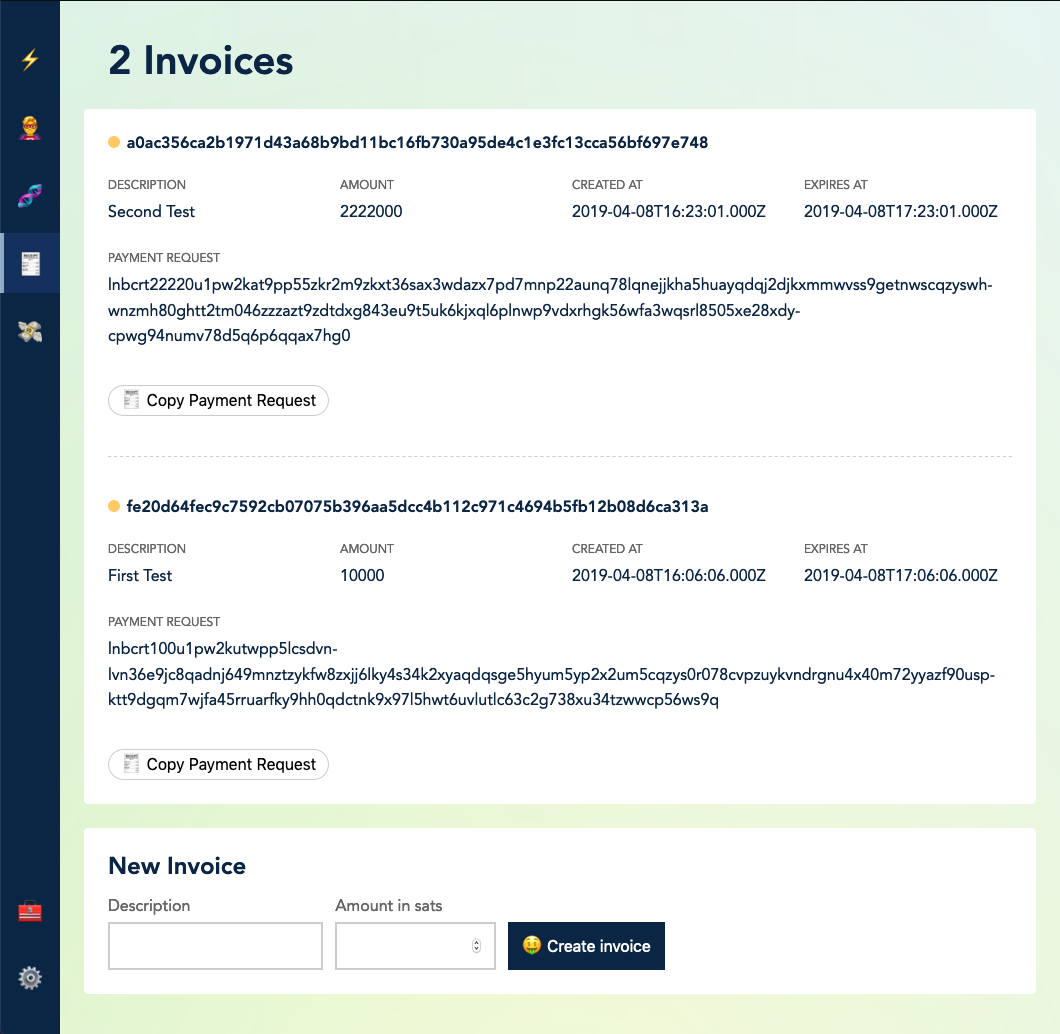 2 Invoices
a0ac356ca2b1971d43a68b9bd11bc16fb730a95de4c1e3fc13cca56bf697e748
DESCRIPTION AMOUNT CREATED AT EXPIRES AT
Second Test 2222000 2019-04-08T16:23:01.000Z 2019-04-08T17:23:01.000Z
PAYMENT REQUEST
lnbcrt22220u1pw2kat9pp55zkr2m9zkxt36sax3wdazx7pd7mnp22aunq78lqnejjkha5huayqdqj2djkxmmwvss9getnwscqzyswh-
wnzmh80ghtt2tm046zzzazt9zdtdxg843eu9t5uk6kjxql6plnwp9vdxrhgk56wfa3wqsrl8505xe28xdy-
cpwg94numv78d5q6p6qqax7hg0
Copy Payment Request
fe20d64fec9c7592cb07075b396aa5dcc4b112c971c4694b5fb12b08d6ca313a
DESCRIPTION AMOUNT CREATED AT EXPIRES AT
First Test 10000 2019-04-08T16:06:06.000Z 2019-04-08T17:06:06.000Z
PAYMENT REQUEST
lnbcrt100u1pw2kutwpp5lcsdvn-
lvn36e9jc8qadnj649mnztzykfw8zxjj6lky4s34k2xyaqdqsge5hyum5yp2x2um5cqzys0r078cvpzuykvndrgnu4x40m72yyazf90usp-
ktt9dgqm7wjfa45rruarfky9hh0qdctnk9x97l5hwt6uvlutlc63c2g738xu34tzwwcp56ws9q
Copy Payment Request
New Invoice
Description Amount in sats
Create invoice